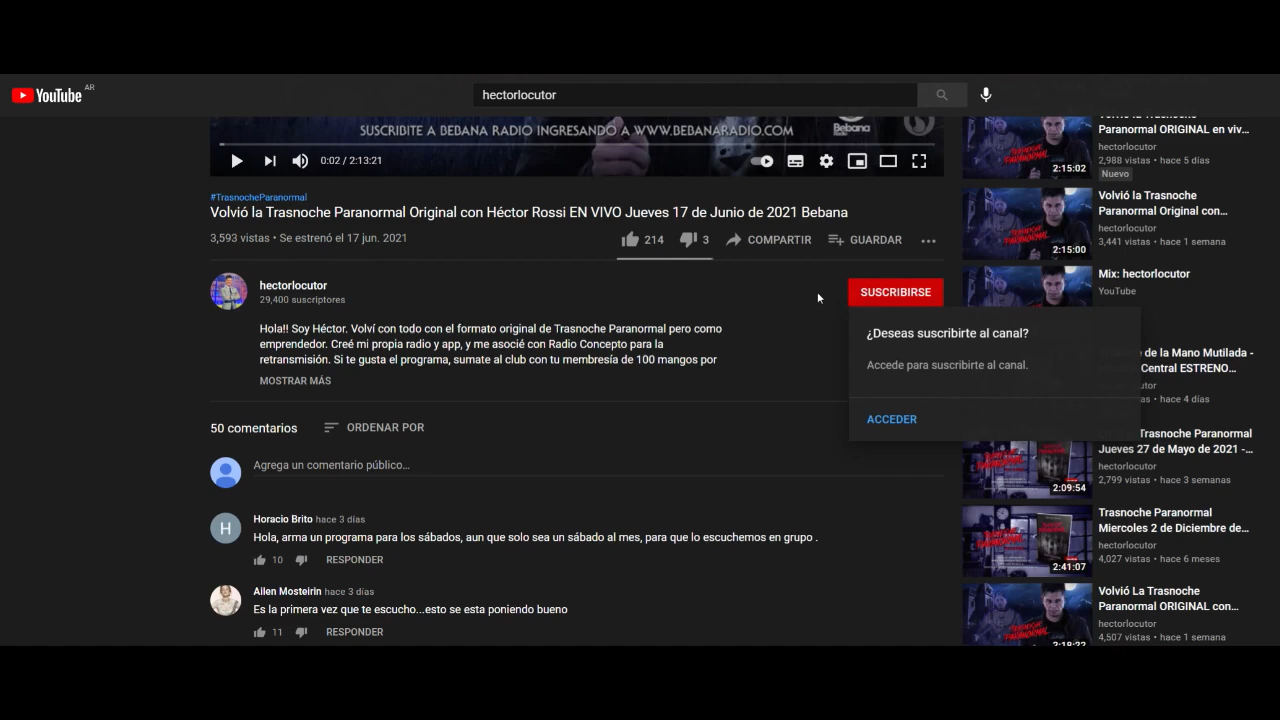 YouTube AR
hectorlocutor
SUSCRIBITE A BEBANA RADIO INGRESANDO A WWW.BEBANARADIO.COM
Bebana
0:02 / 2:13:21
#TrasnocheParanormal
Volvió la Trasnoche Paranormal Original con Héctor Rossi EN VIVO Jueves 17 de Junio de 2021 Bebana
3,593 vistas • Se estrenó el 17 jun. 2021
214
3
COMPARTIR
GUARDAR
hectorlocutor
29,400 suscriptores
SUSCRIBIRSE
Hola!! Soy Héctor. Volví con todo con el formato original de Trasnoche Paranormal pero como
emprendedor. Creé mi propia radio y app, y me asocié con Radio Concepto para la
retransmisión. Si te gusta el programa, sumate al club con tu membresía de 100 mangos por
MOSTRAR MÁS
¿Deseas suscribirte al canal?
Accede para suscribirte al canal.
ACCEDER
50 comentarios
ORDENAR POR
Agrega un comentario público...
H
Horacio Brito hace 3 días
Hola, arma un programa para los sábados, aun que solo sea un sábado al mes, para que lo escuchemos en grupo .
10
RESPONDER
Ailen Mosteirin hace 3 días
Es la primera vez que te escucho...esto se esta poniendo bueno
11
RESPONDER
Paranormal ORIGINAL en viv...
hectorlocutor
2,988 vistas • hace 5 días
Nuevo
2:15:02
Volvió la Trasnoche
Paranormal Original con...
hectorlocutor
3,441 vistas • hace 1 semana
2:15:00
Mix: hectorlocutor
YouTube
de la Mano Mutilada -
Central ESTRENO...
• hace 4 días
Trasnoche Paranormal
Jueves 27 de Mayo de 2021 -...
hectorlocutor
2,799 vistas • hace 3 semanas
TRASNOCHE PARANORMAL
2:09:54
Trasnoche Paranormal
Miercoles 2 de Diciembre de...
hectorlocutor
4,027 vistas • hace 6 meses
TRASNOCHE PARANORMAL
2:41:07
Volvió La Trasnoche
Paranormal ORIGINAL con...
hectorlocutor
4,507 vistas • hace 1 semana
TRASNOCHE PARANORMAL